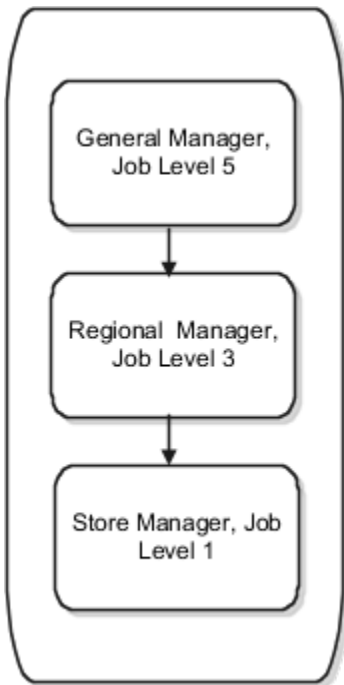 General Manager,
Job Level 5
Regional  Manager,
Job Level 3
Store Manager, Job
Level 1